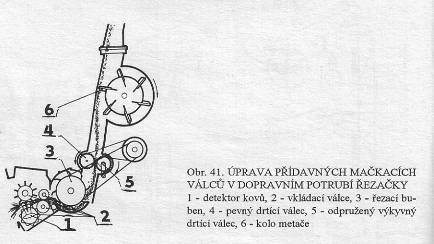 6
4
3
5
1
2
Obr. 41. ÚPRAVA PŘÍDAVNÝCH MAČKACÍCH
VÁLCŮ V DOPRAVNÍM POTRUBÍ ŘEZAČKY
1 - detektor kovů, 2 - vkládací válce, 3 - řezací bu-
ben, 4 - pevný drtící válec, 5 - odpružený výkyvný
drtící válec, 6 - kolo metače